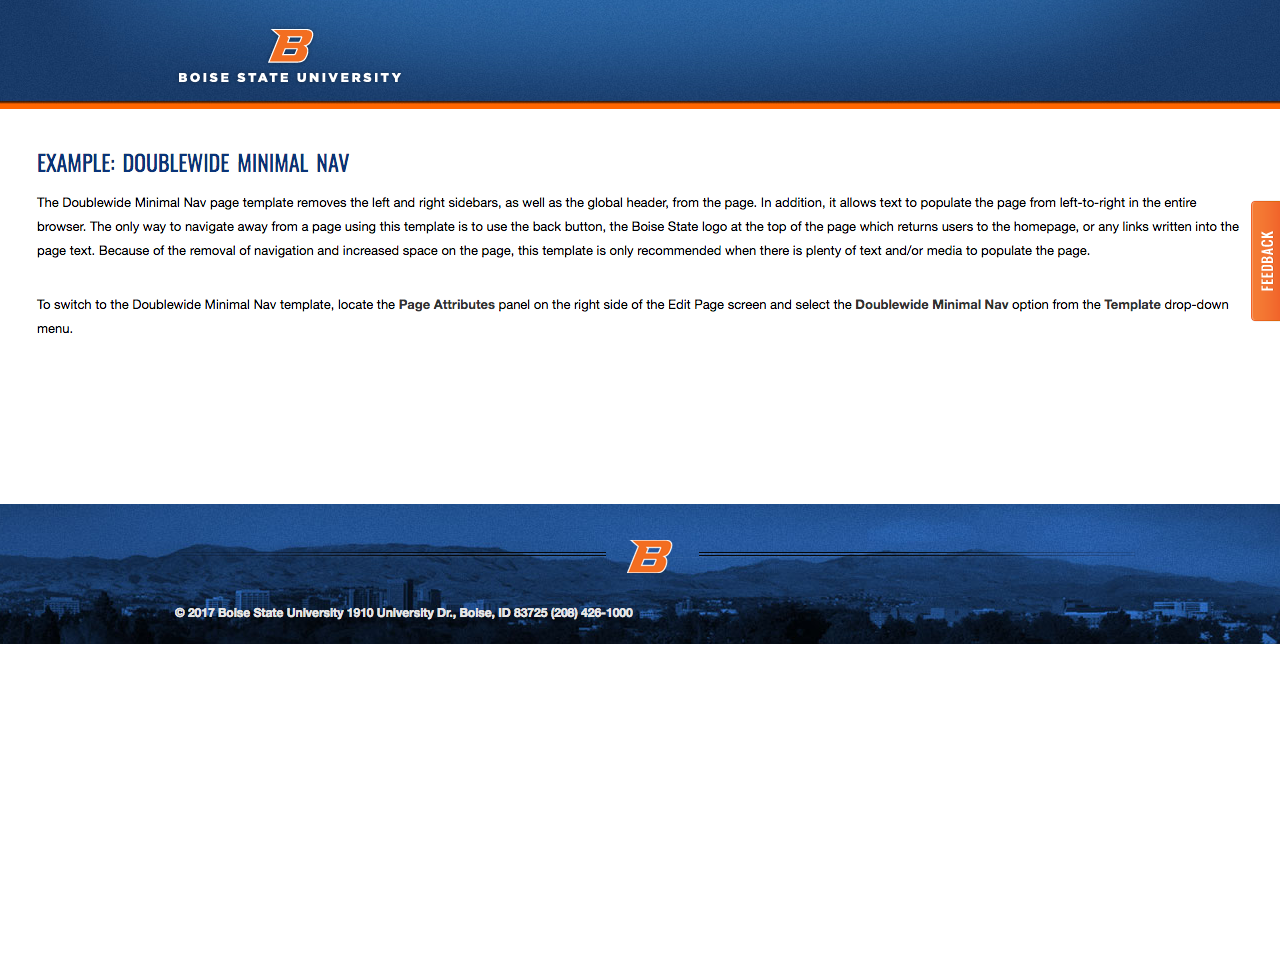 B
BOISE STATE UNIVERSITY
EXAMPLE: DOUBLEWIDE MINIMAL NAV
The Doublewide Minimal Nav page template removes the left and right sidebars, as well as the global header, from the page. In addition, it allows text to populate the page from left-to-right in the entire
browser. The only way to navigate away from a page using this template is to use the back button, the Boise State logo at the top of the page which returns users to the homepage, or any links written into the
page text. Because of the removal of navigation and increased space on the page, this template is only recommended when there is plenty of text and/or media to populate the page.
FEEDBACK
To switch to the Doublewide Minimal Nav template, locate the Page Attributes panel on the right side of the Edit Page screen and select the Doublewide Minimal Nav option from the Template drop-down
menu.
B
© 2017 Boise State University 1910 University Dr., Boise, ID 83725 (208) 426-1000